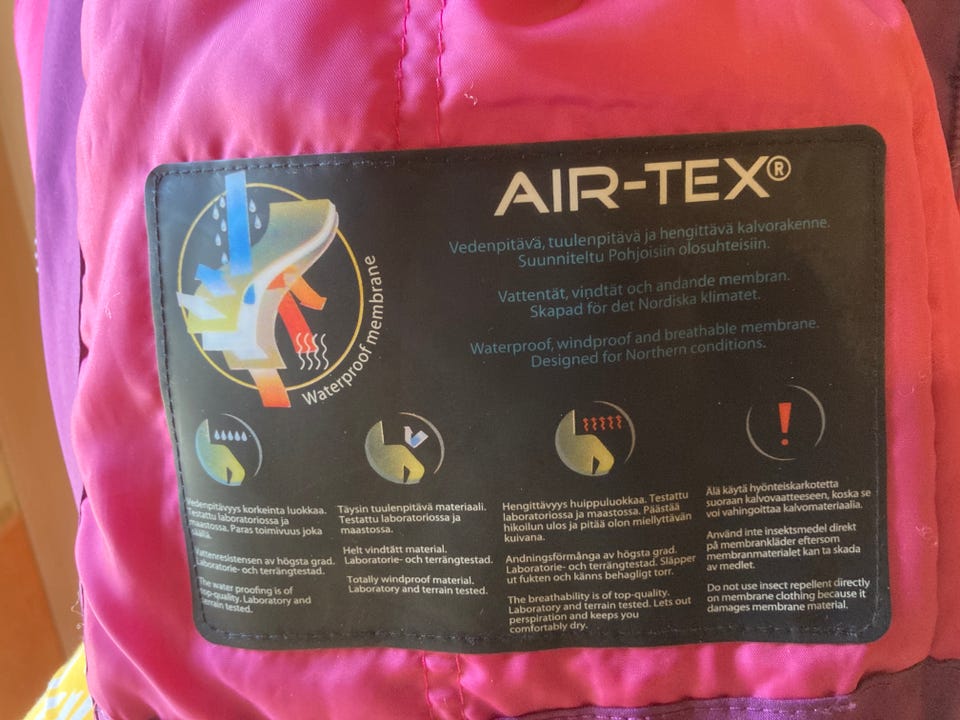 AIR-TEX®
Vedenpitävä, tuulenpitävä ja hengittävä kalvorakenne.
Suunniteltu Pohjoisiin olosuhteisiin.
Vattentät, vindtät och andande membran.
Skapad för det Nordiska klimatet.
Waterproof, windproof and breathable membrane.
Designed for Northern conditions.
Waterproof membrane
Vedenpitävyys korkeinta luokkaa.
Testattu laboratoriossa ja
maastossa. Paras toimivuus joka
säällä.
Vattenresistensen av högsta grad.
Laboratorie- och terrängtestad.
The water proofing is of
top-quality. Laboratory and
terrain tested.
Täysin tuulenpitävä materiaali.
Testattu laboratoriossa ja
maastossa.
Helt vindtätt material.
Laboratorie- och terrängtestad.
Totally windproof material.
Laboratory and terrain tested.
Hengittävyys huippuluokkaa. Testattu
laboratoriossa ja maastossa. Päästää
hikoilun ulos ja pitää olon miellyttävän
kuivana.
Andningsförmånga av högsta grad.
Laboratorie- och terrängtestad. Släpper
ut fukten och känns behagligt torr.
The breathability is of top-quality.
Laboratory and terrain tested. Lets out
perspiration and keeps you
comfortably dry.
Älä käytä hyönteiskarkotetta
suoraan kalvovaatteeseen, koska se
voi vahingoittaa kalvomateriaalia.
Använd inte insektsmedel direkt
på membrankläder eftersom
membranmaterialet kan ta skada
av medlet.
Do not use insect repellent directly
on membrane clothing because it
damages membrane material.